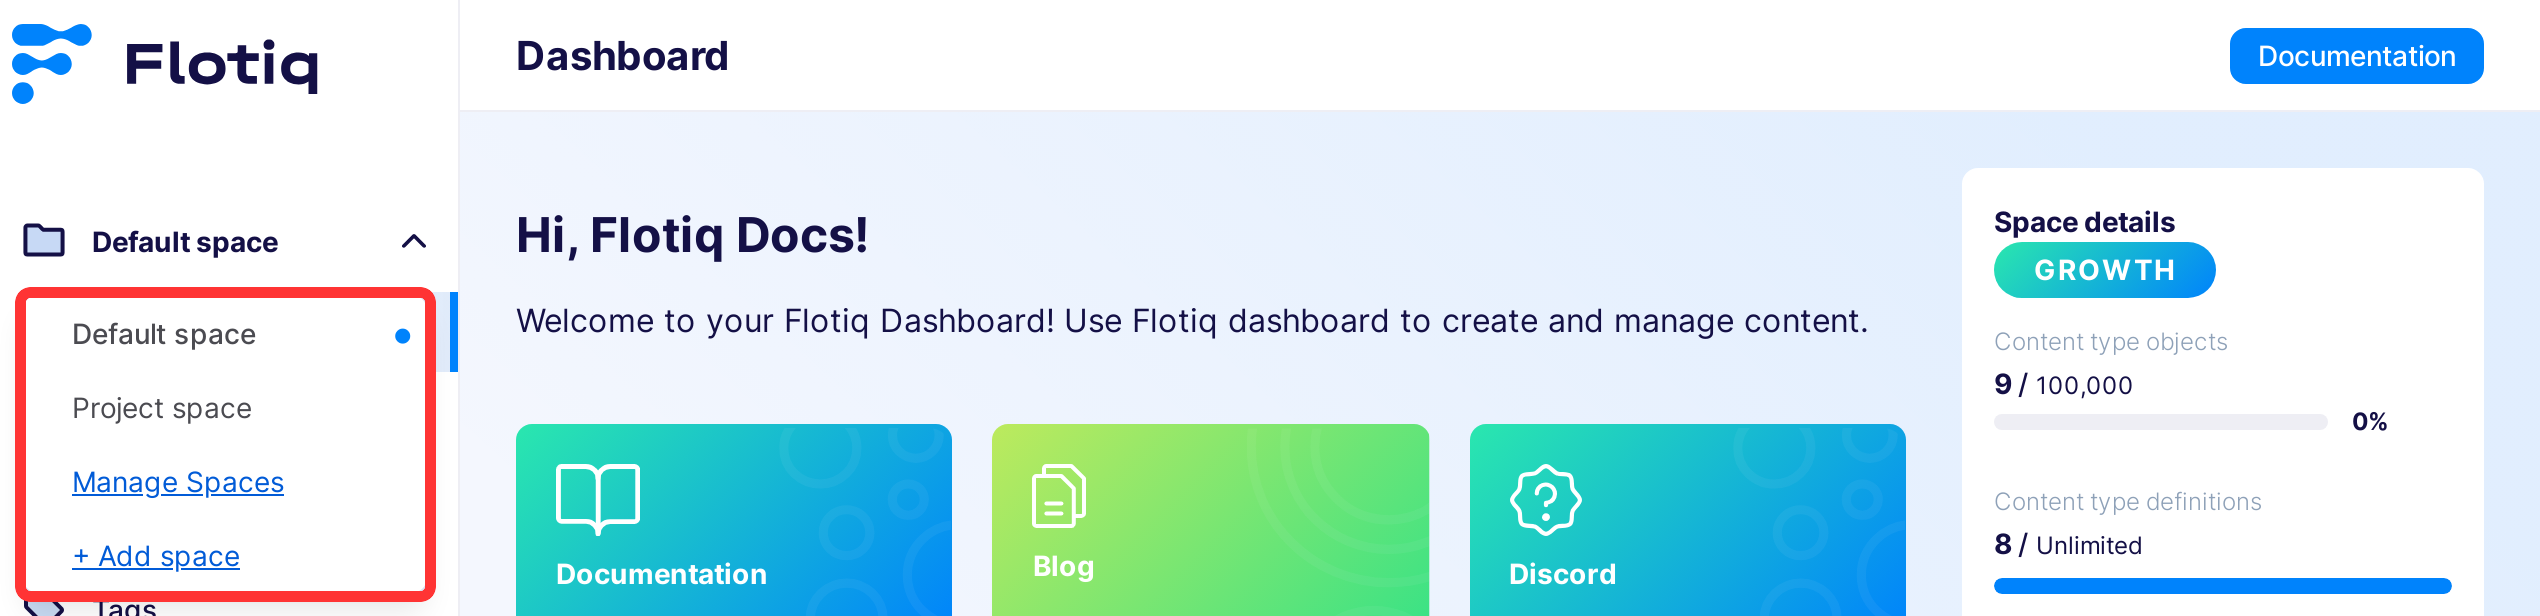 Flotiq
Dashboard
Documentation
Default space
Default space
Project space
Manage Spaces
+ Add space
Tags
Hi, Flotiq Docs!
Welcome to your Flotiq Dashboard! Use Flotiq dashboard to create and manage content.
Documentation
Blog
Discord
Space details
GROWTH
Content type objects
9 / 100,000
0%
Content type definitions
8 / Unlimited